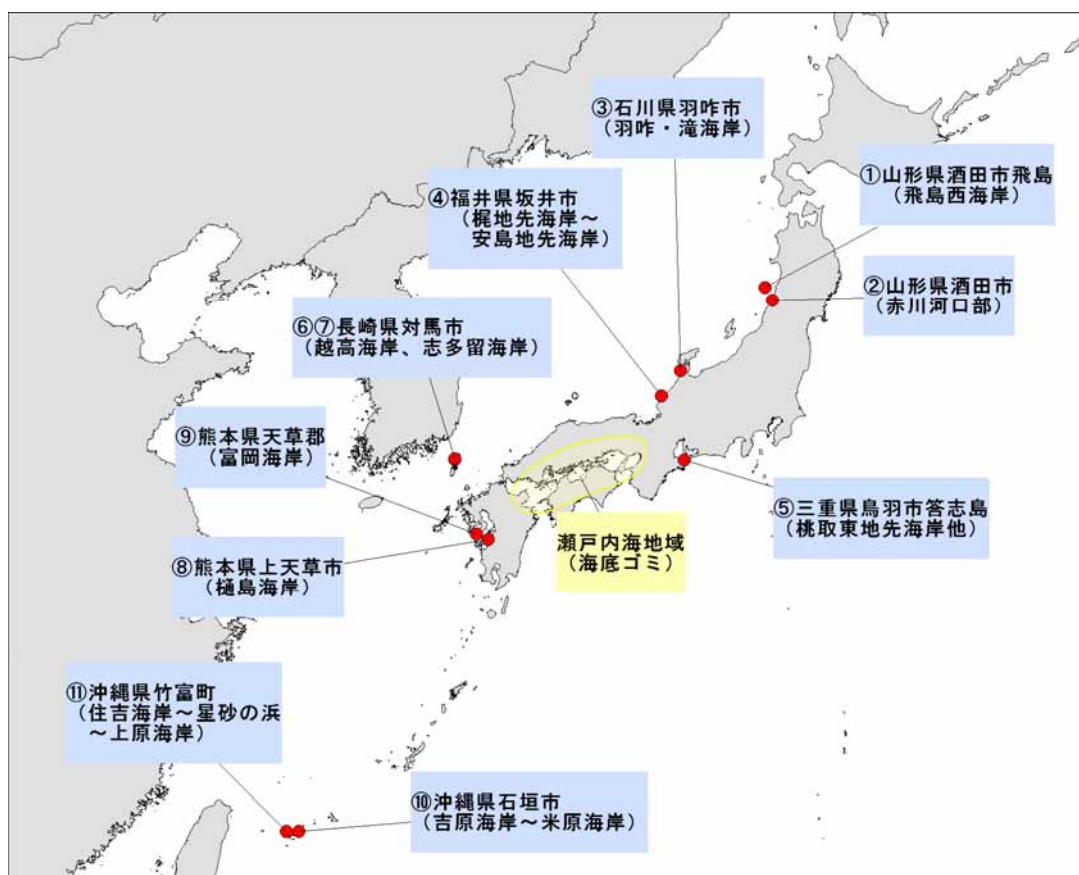 ③石川県羽咋市
（羽咋・滝海岸）
①山形県酒田市飛島
（飛島西海岸）
④福井県坂井市
（梶地先海岸～
安島地先海岸）
②山形県酒田市
（赤川河口部）
⑥⑦長崎県対馬市
（越高海岸、志多留海岸）
⑨熊本県天草郡
（富岡海岸）
⑤三重県鳥羽市答志島
（桃取東地先海岸他）
瀬戸内海地域
（海底ゴミ）
⑧熊本県上天草市
（樋島海岸）
⑪沖縄県竹富町
（住吉海岸～星砂の浜
～上原海岸）
⑩沖縄県石垣市
（吉原海岸～米原海岸）